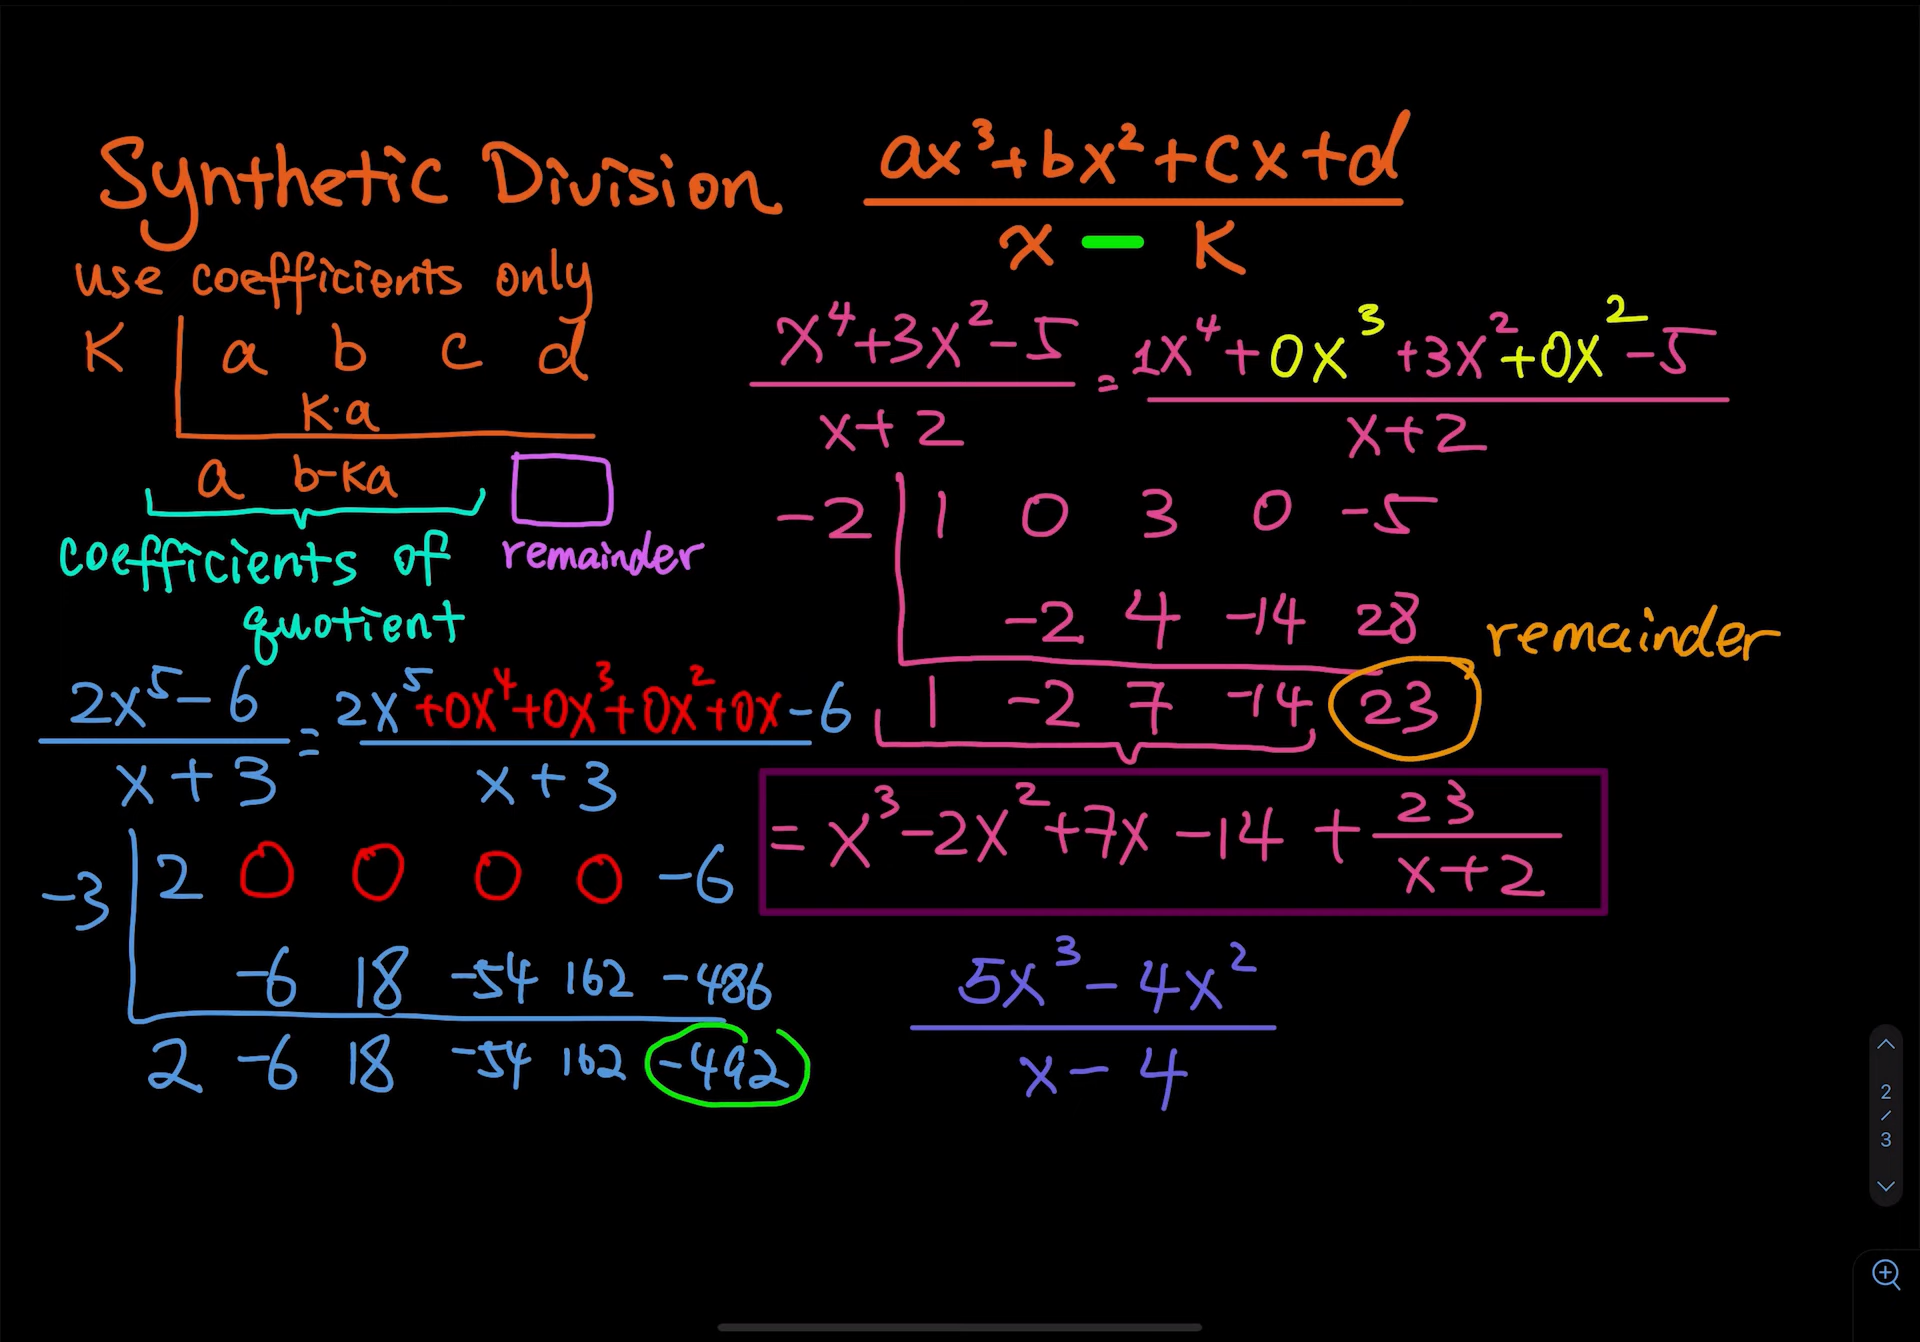 Synthetic Division
ax³+bx²+cx+d
x − K
use coefficients only
K | a b c d
K·a
a b-Ka
coefficients of
quotient
remainder
x⁴+3x²-5 = 1x⁴+0x³+3x²+0x²-5
x+2 x+2
-2 | 1 0 3 0 -5
-2 4 -14 28
1 -2 7 -14 23
remainder
= x³-2x²+7x-14 + 23
x+2
2x⁵-6 = 2x⁵+0x⁴+0x³+0x²+0x-6
x+3 x+3
-3 | 2 0 0 0 0 -6
-6 18 -54 162 -486
2 -6 18 -54 162 -492
5x³-4x²
x-4
2
/
3